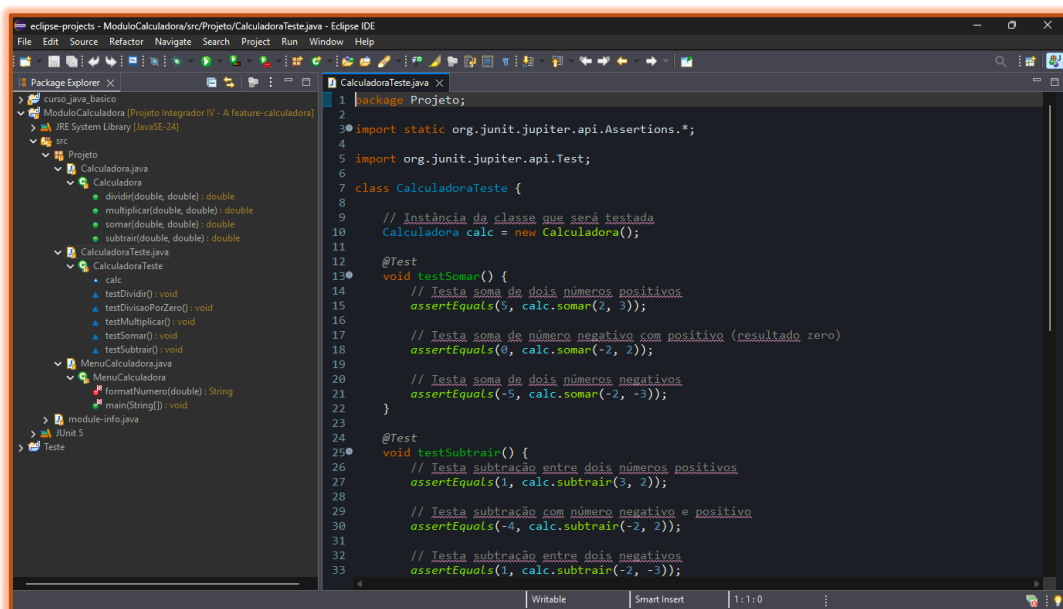 eclipse-projects - ModuloCalculadora/src/Projeto/CalculadoraTeste.java - Eclipse IDE
File Edit Source Refactor Navigate Search Project Run Window Help
Package Explorer
curso_java_basico
ModuloCalculadora [Projeto Integrador IV - A feature-calculadora]
JRE System Library [JavaSE-24]
src
Projeto
Calculadora.java
Calculadora
dividir(double, double) : double
multiplicar(double, double) : double
somar(double, double) : double
subtrair(double, double) : double
CalculadoraTeste.java
CalculadoraTeste
calc
testDividir() : void
testDivisaoPorZero() : void
testMultiplicar() : void
testSomar() : void
testSubtrair() : void
MenuCalculadora.java
MenuCalculadora
formatNumero(double) : String
main(String[]) : void
module-info.java
JUnit 5
Teste
CalculadoraTeste.java
1 package Projeto;
2
3 import static org.junit.jupiter.api.Assertions.*;
4
5 import org.junit.jupiter.api.Test;
6
7 class CalculadoraTeste {
8
9 // Instância da classe que será testada
10 Calculadora calc = new Calculadora();
11
12 @Test
13 void testSomar() {
14 // Testa soma de dois números positivos
15 assertEquals(5, calc.somar(2, 3));
16
17 // Testa soma de número negativo com positivo (resultado zero)
18 assertEquals(0, calc.somar(-2, 2));
19
20 // Testa soma de dois números negativos
21 assertEquals(-5, calc.somar(-2, -3));
22 }
23
24 @Test
25 void testSubtrair() {
26 // Testa subtração entre dois números positivos
27 assertEquals(1, calc.subtrair(3, 2));
28
29 // Testa subtração com número negativo e positivo
30 assertEquals(-4, calc.subtrair(-2, 2));
31
32 // Testa subtração entre dois negativos
33 assertEquals(1, calc.subtrair(-2, -3));
Writable Smart Insert 1 : 1 : 0